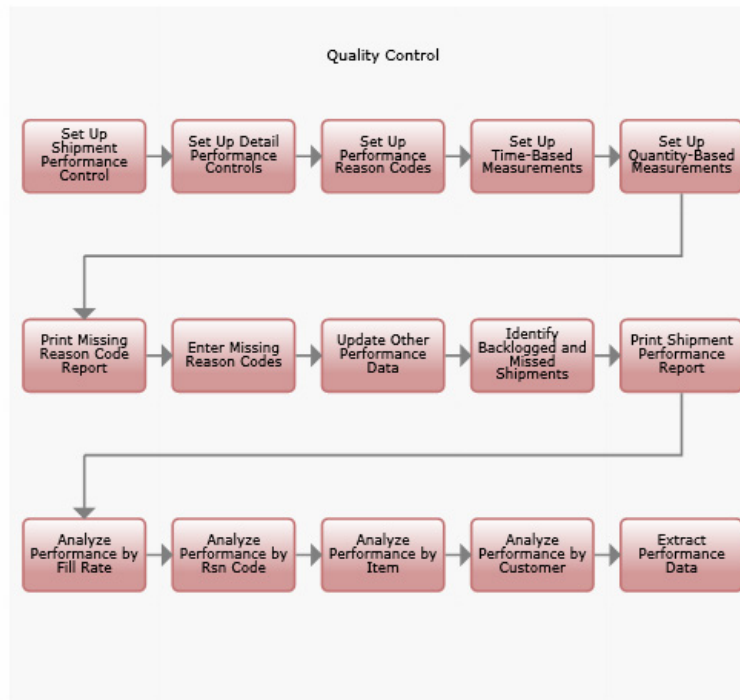 Quality Control
Set Up
Shipment
Performance
Control
Set Up Detail
Performance
Controls
Set Up
Performance
Reason Codes
Set Up
Time-Based
Measurements
Set Up
Quantity-Based
Measurements
Print Missing
Reason Code
Report
Enter Missing
Reason Codes
Update Other
Performance
Data
Identify
Backlogged and
Missed
Shipments
Print Shipment
Performance
Report
Analyze
Performance by
Fill Rate
Analyze
Performance by
Rsn Code
Analyze
Performance by
Item
Analyze
Performance by
Customer
Extract
Performance
Data